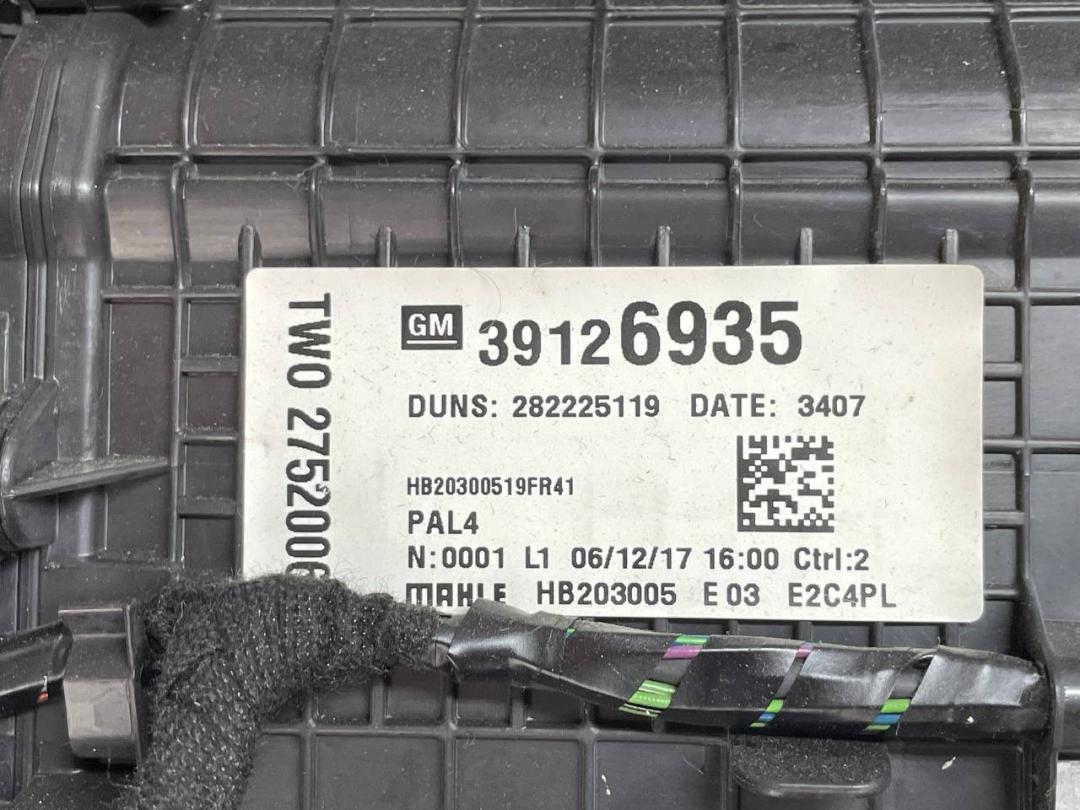 GM 39126935
DUNS: 282225119 DATE: 3407
HB20300519FR41
PAL4
N:0001 L1 06/12/17 16:00 Ctrl:2
MAHLE HB203005 E 03 E2C4PL
TWO 2752006